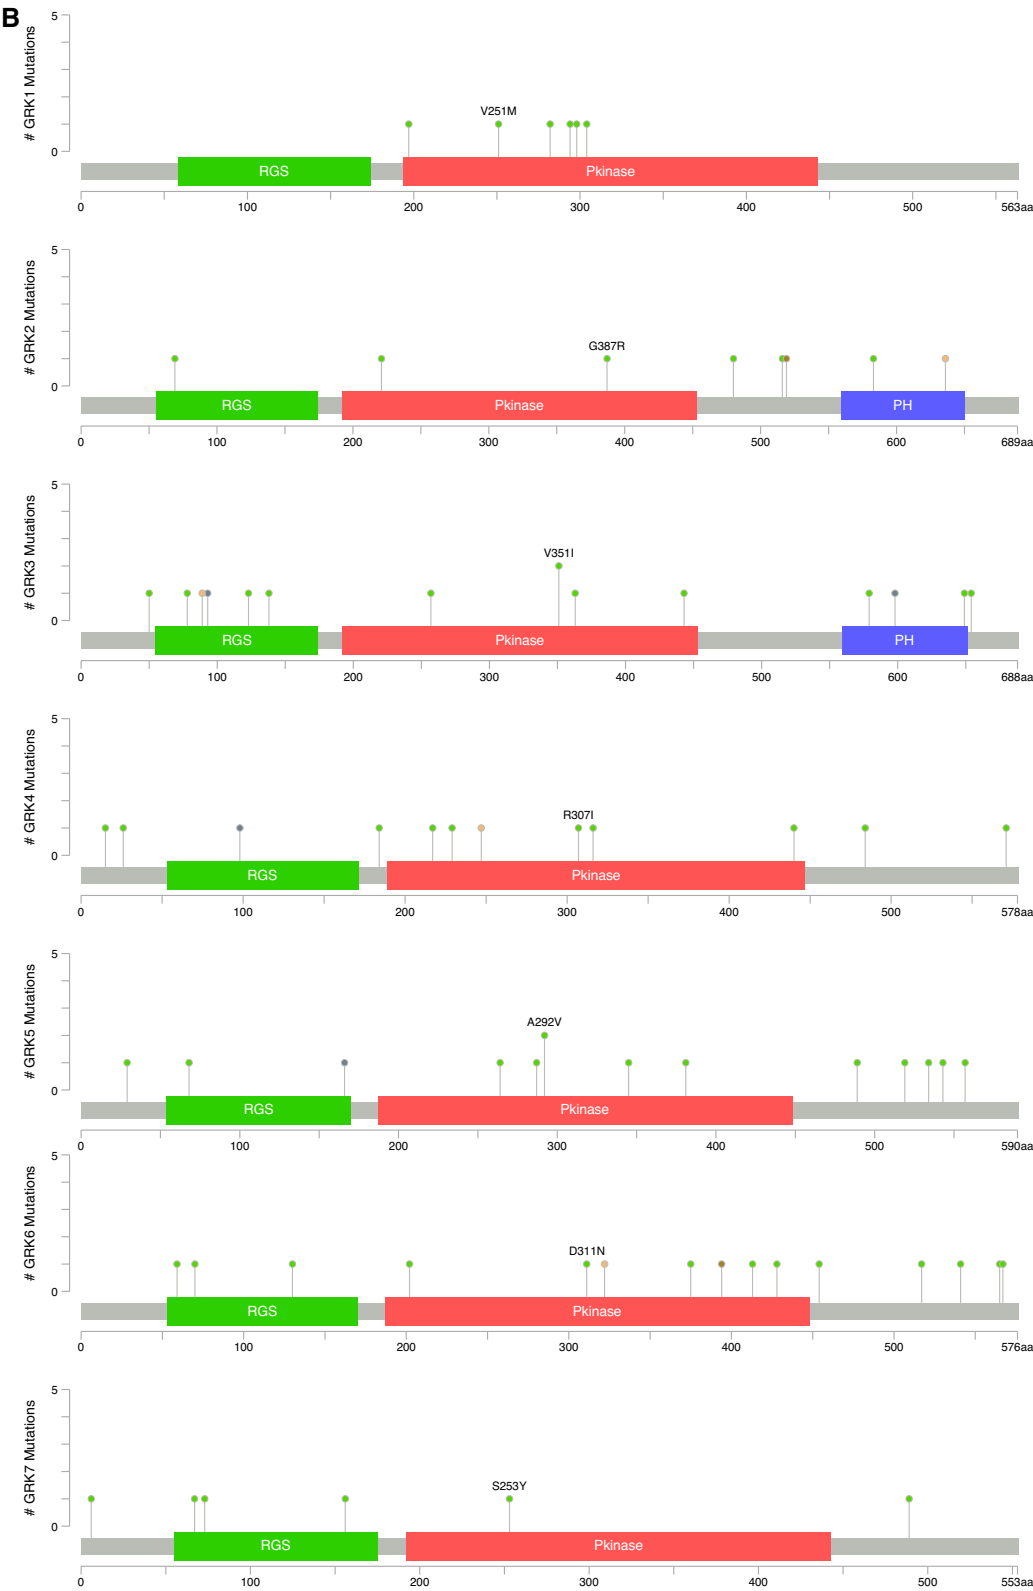 B
# GRK1 Mutations
5
0
V251M
RGS
Pkinase
0 100 200 300 400 500 563aa
# GRK2 Mutations
5
0
G387R
RGS
Pkinase
PH
0 100 200 300 400 500 600 689aa
# GRK3 Mutations
5
0
V351I
RGS
Pkinase
PH
0 100 200 300 400 500 600 688aa
# GRK4 Mutations
5
0
R307I
RGS
Pkinase
0 100 200 300 400 500 578aa
# GRK5 Mutations
5
0
A292V
RGS
Pkinase
0 100 200 300 400 500 590aa
# GRK6 Mutations
5
0
D311N
RGS
Pkinase
0 100 200 300 400 500 576aa
# GRK7 Mutations
5
0
S253Y
RGS
Pkinase
0 100 200 300 400 500 553aa